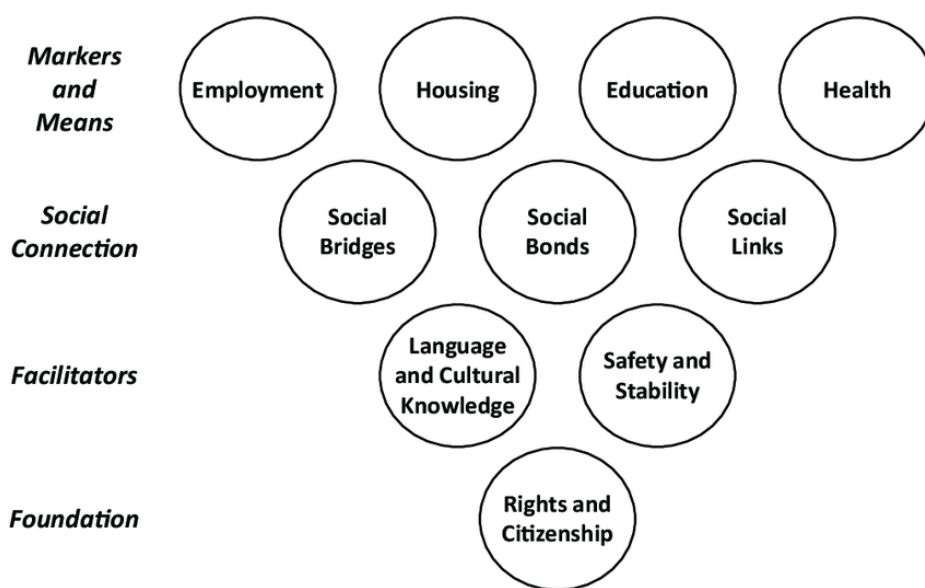 Markers
and
Means
Employment
Housing
Education
Health
Social
Connection
Social
Bridges
Social
Bonds
Social
Links
Facilitators
Language
and Cultural
Knowledge
Safety and
Stability
Foundation
Rights and
Citizenship